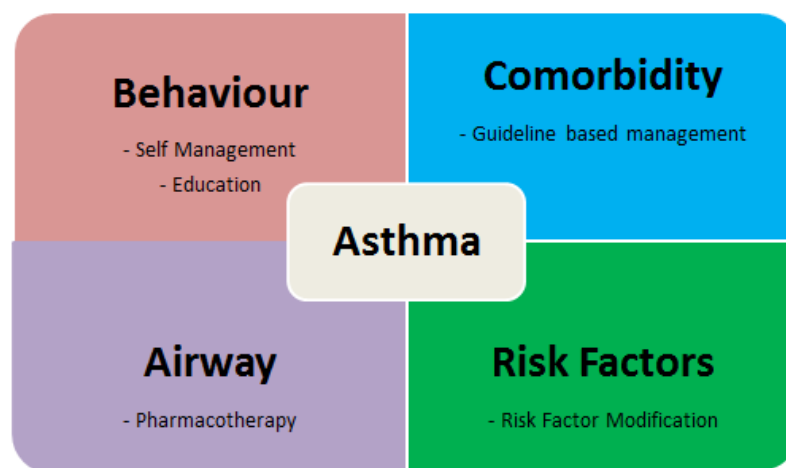 Behaviour
- Self Management
- Education
Comorbidity
- Guideline based management
Asthma
Airway
- Pharmacotherapy
Risk Factors
- Risk Factor Modification